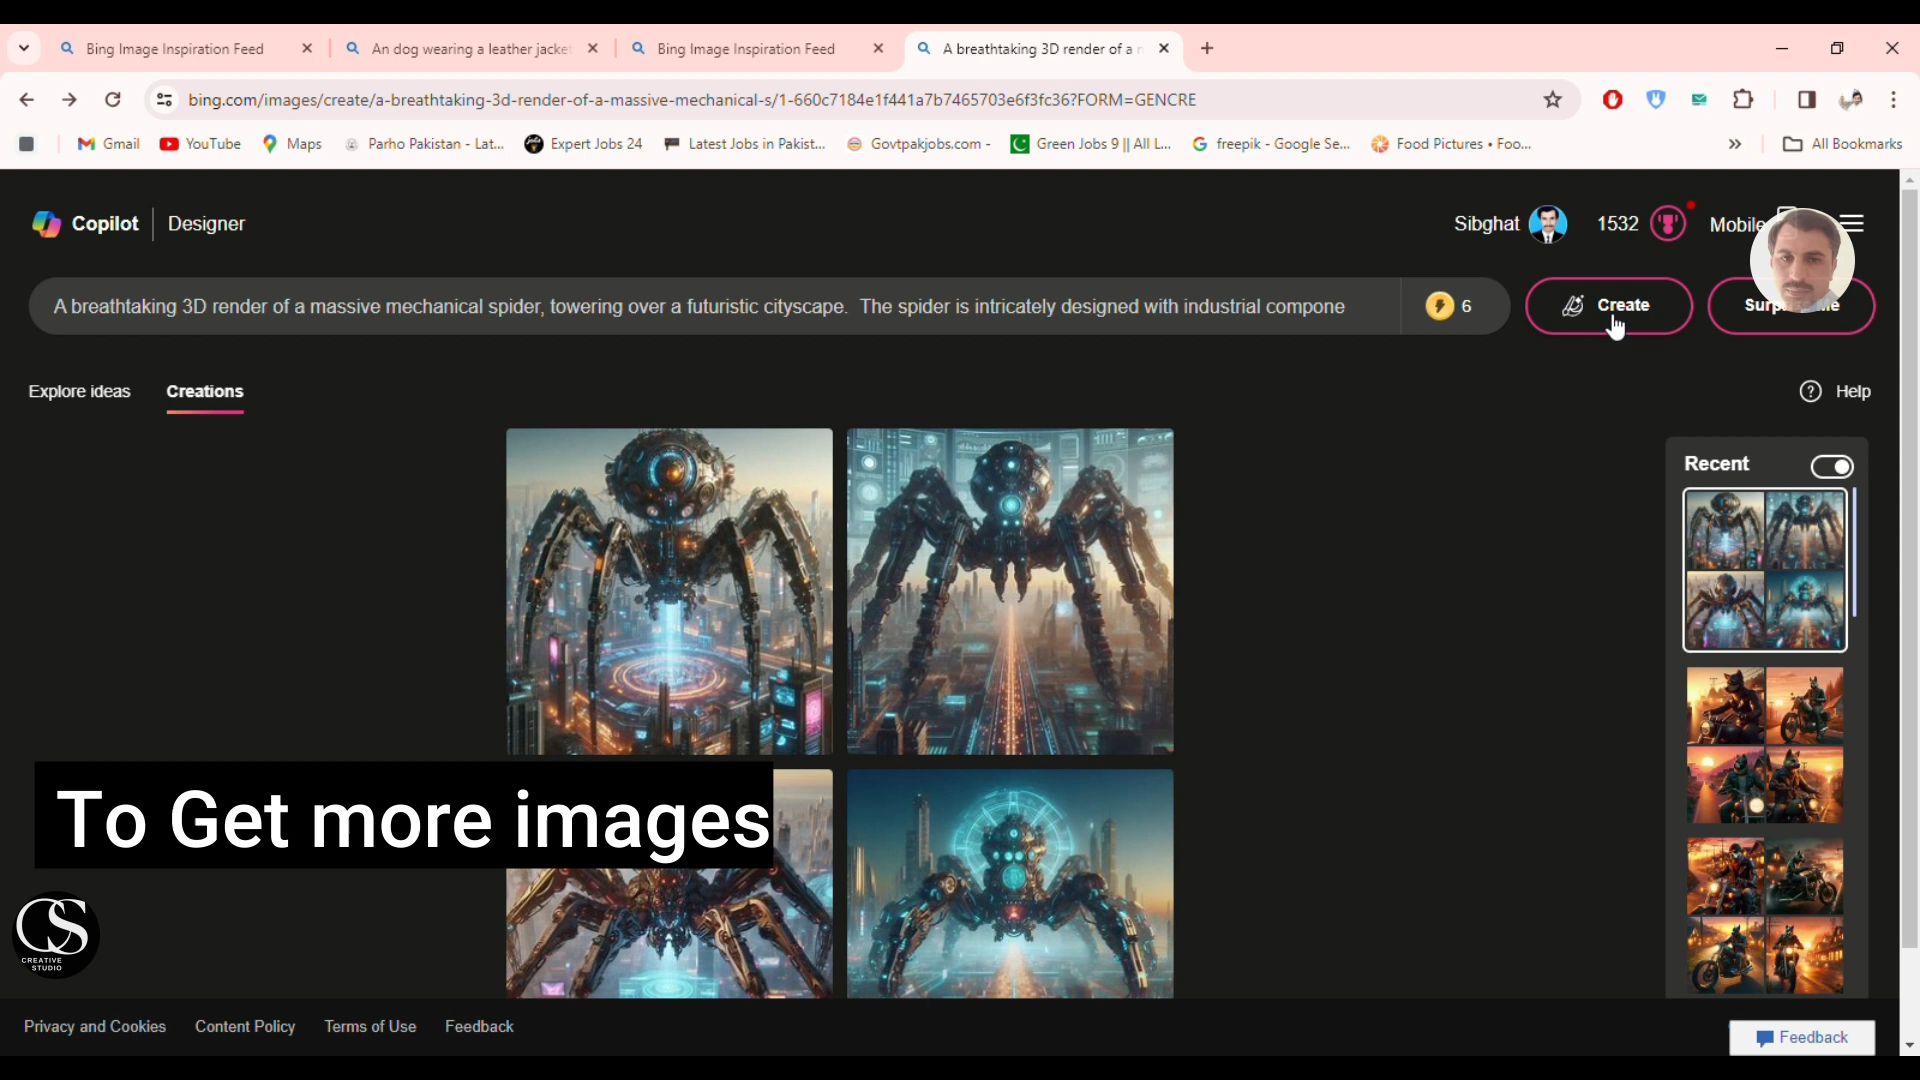 Bing Image Inspiration Feed
An dog wearing a leather jacket
Bing Image Inspiration Feed
A breathtaking 3D render of a m
bing.com/images/create/a-breathtaking-3d-render-of-a-massive-mechanical-s/1-660c7184e1f441a7b7465703e6f3fc36?FORM=GENCRE
Gmail
YouTube
Maps
Parho Pakistan - Lat...
Expert Jobs 24
Latest Jobs in Pakist...
Govtpakjobs.com -
Green Jobs 9 || All L...
freepik - Google Se...
Food Pictures • Foo...
All Bookmarks
Copilot
Designer
Sibghat
1532
Mobile
A breathtaking 3D render of a massive mechanical spider, towering over a futuristic cityscape. The spider is intricately designed with industrial compone
6
Create
Explore ideas
Creations
Help
Recent
To Get more images
CS
CREATIVE
STUDIO
Privacy and Cookies
Content Policy
Terms of Use
Feedback
Feedback